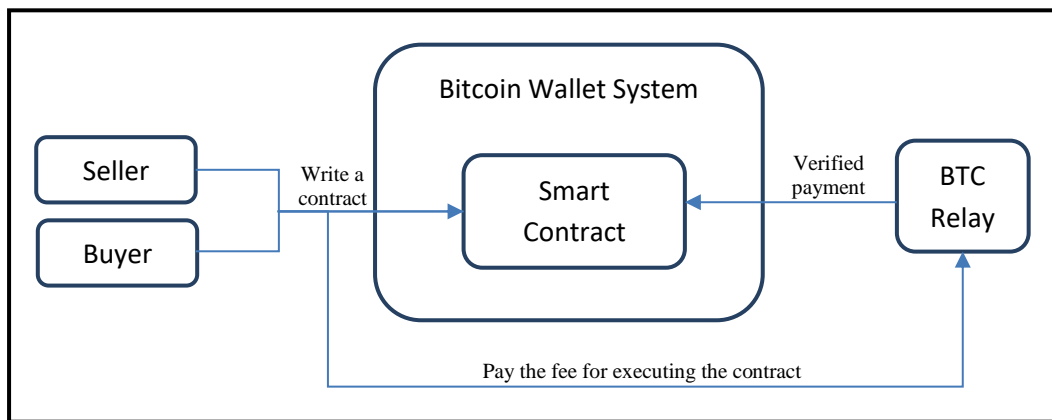 Bitcoin Wallet System
Seller
Buyer
Write a
contract
Smart
Contract
Verified
payment
BTC
Relay
Pay the fee for executing the contract